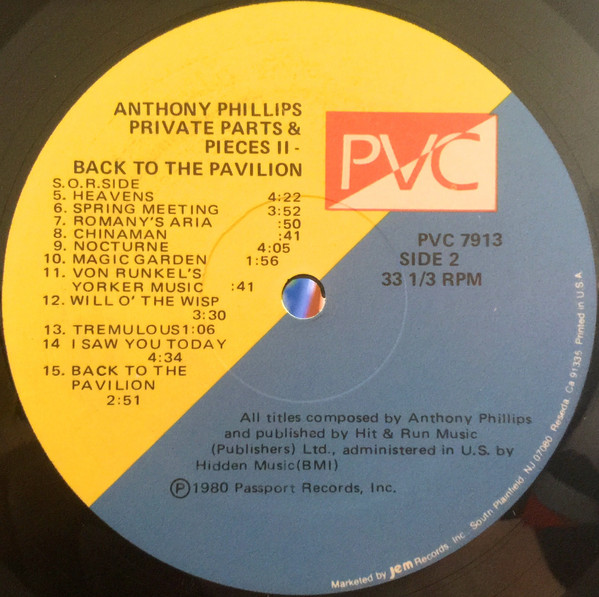 ANTHONY PHILLIPS
PRIVATE PARTS &
PIECES II -
BACK TO THE PAVILION
S.O.R.SIDE
5. HEAVENS 4:22
6. SPRING MEETING 3:52
7. ROMANY'S ARIA :50
8. CHINAMAN :41
9. NOCTURNE 4:05
10. MAGIC GARDEN 1:56
11. VON RUNKEL'S
YORKER MUSIC :41
12. WILL O' THE WISP
3:30
13. TREMULOUS1:06
14 I SAW YOU TODAY
4:34
15. BACK TO THE
PAVILION
2:51
PVC
PVC 7913
SIDE 2
33 1/3 RPM
All titles composed by Anthony Phillips
and published by Hit & Run Music
(Publishers) Ltd., administered in U.S. by
Hidden Music(BMI)
Ⓟ1980 Passport Records, Inc.
Marketed by Jem Records Inc. South Plainfield, NJ 07080 Reseda, Ca 91335 Printed in U.S.A.